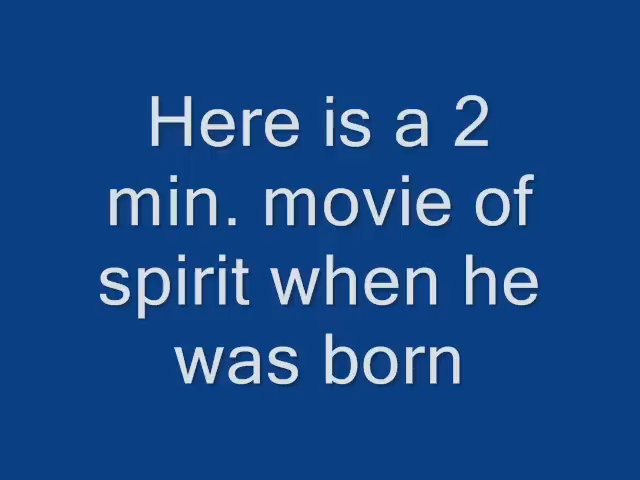 Here is a 2
min. movie of
spirit when he
was born